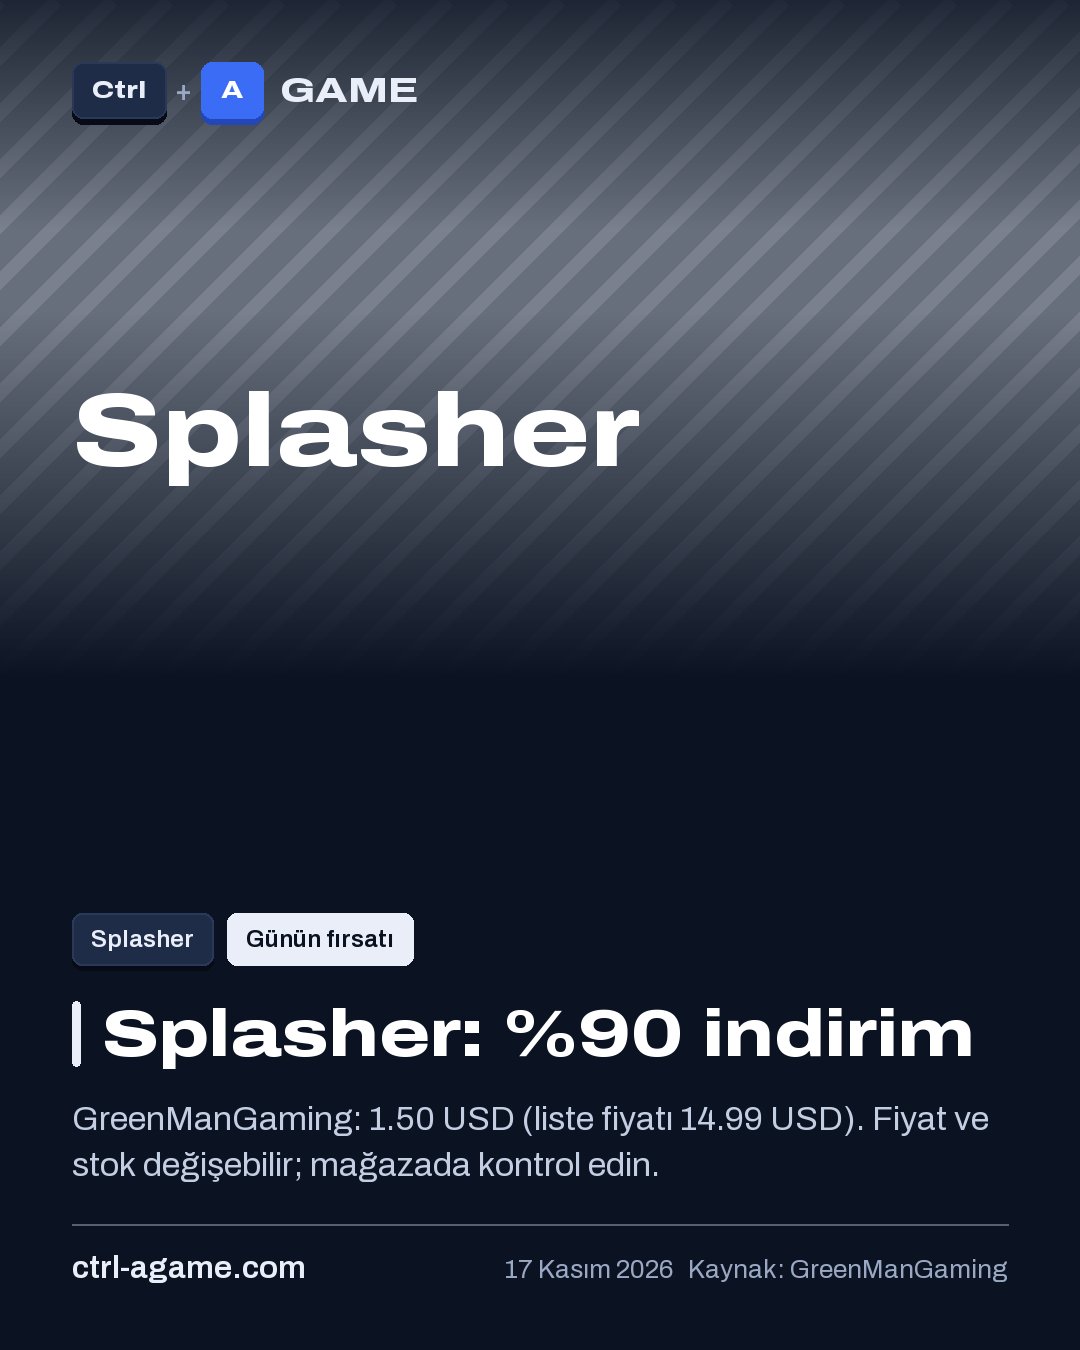 Ctrl + A GAME
Splasher
Splasher Günün fırsatı
Splasher: %90 indirim
GreenManGaming: 1.50 USD (liste fiyatı 14.99 USD). Fiyat ve
stok değişebilir; mağazada kontrol edin.
ctrl-agame.com 17 Kasım 2026 Kaynak: GreenManGaming